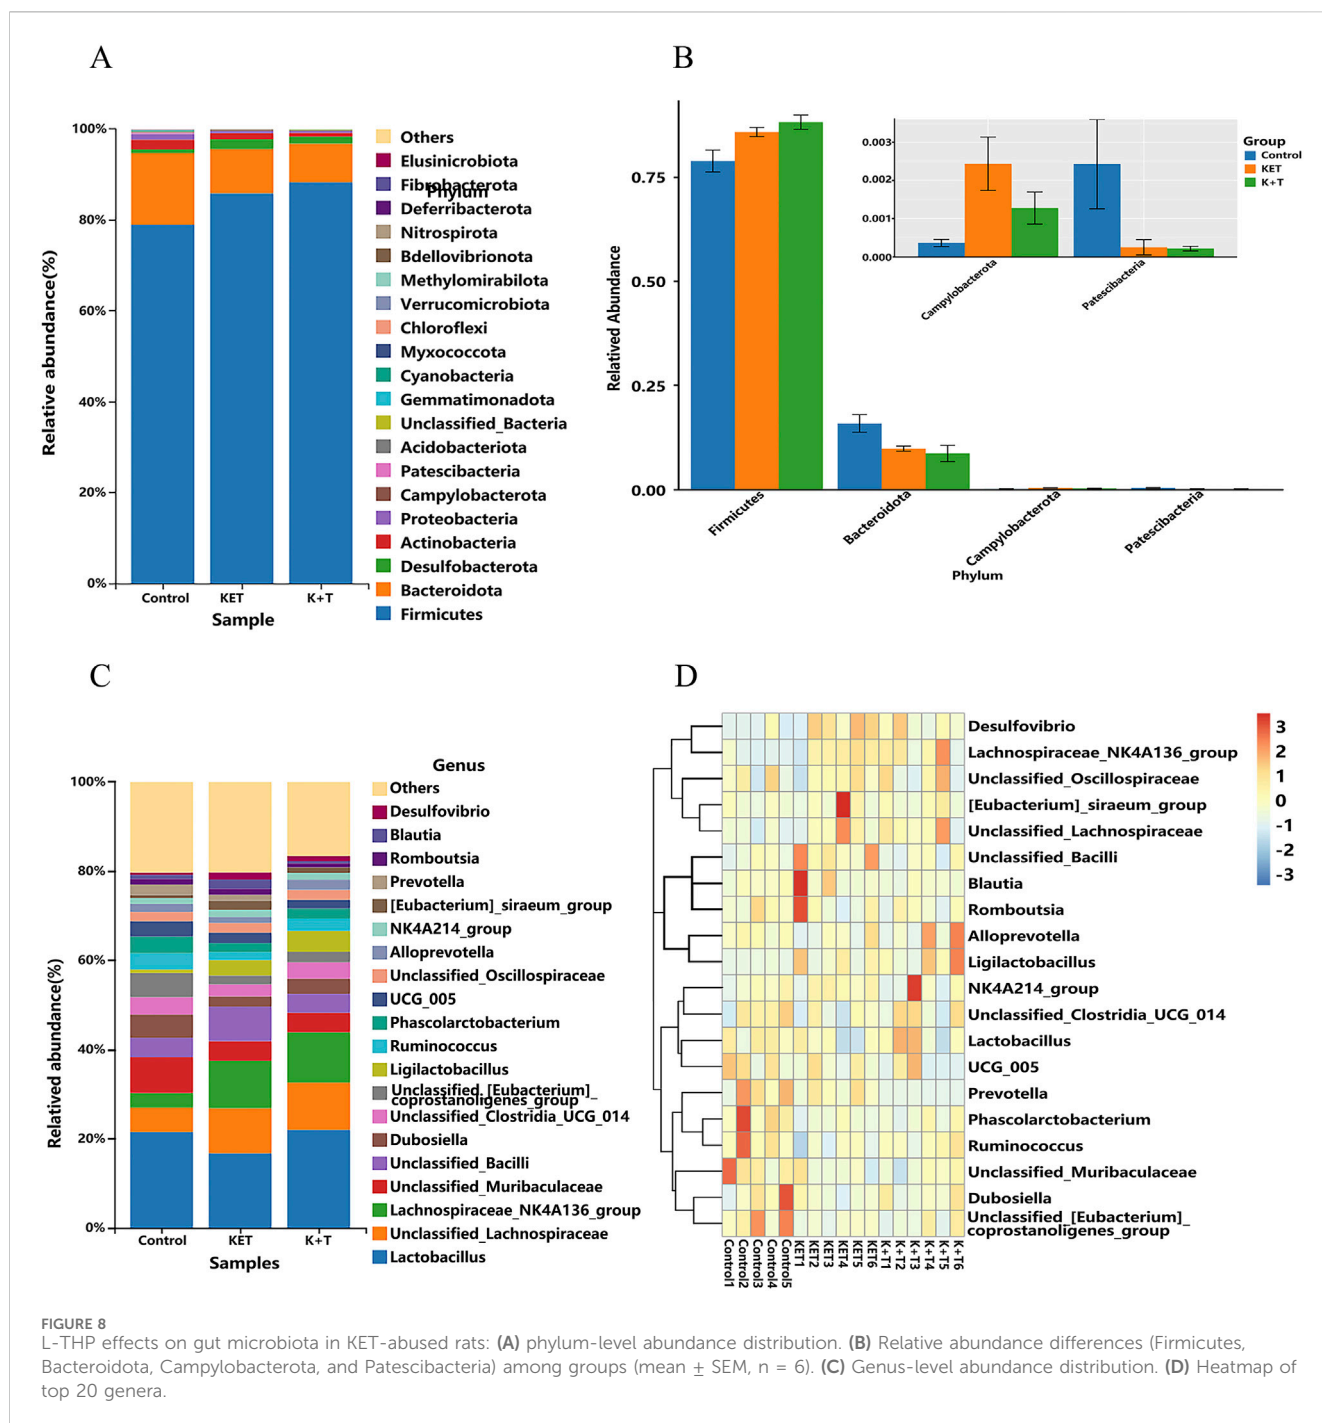 A
100%
80%
60%
40%
20%
0%
Relative abundance(%)
Control
KET
K+T
Sample
Phylum
Others
Elusinicrobiota
Fibrobacterota
Deferribacterota
Nitrospirota
Bdellovibrionota
Methylomirabilota
Verrucomicrobiota
Chloroflexi
Myxococcota
Cyanobacteria
Gemmatimonadota
Unclassified_Bacteria
Acidobacteriota
Patescibacteria
Campylobacterota
Proteobacteria
Actinobacteria
Desulfobacterota
Bacteroidota
Firmicutes
B
0.75
0.50
0.25
0.00
Relatived Abundance
Firmicutes
Bacteroidota
Campylobacterota
Patescibacteria
Phylum
0.003
0.002
0.001
0.000
Campylobacterota
Patescibacteria
Group
Control
KET
K+T
C
100%
80%
60%
40%
20%
0%
Relatived abundance(%)
Control
KET
K+T
Samples
Genus
Others
Desulfovibrio
Blautia
Romboutsia
Prevotella
[Eubacterium]_siraeum_group
NK4A214_group
Alloprevotella
Unclassified_Oscillospiraceae
UCG_005
Phascolarctobacterium
Ruminococcus
Ligilactobacillus
Unclassified_[Eubacterium]_
coprostanoligenes_group
Unclassified_Clostridia_UCG_014
Dubosiella
Unclassified_Bacilli
Unclassified_Muribaculaceae
Lachnospiraceae_NK4A136_group
Unclassified_Lachnospiraceae
Lactobacillus
D
Desulfovibrio
Lachnospiraceae_NK4A136_group
Unclassified_Oscillospiraceae
[Eubacterium]_siraeum_group
Unclassified_Lachnospiraceae
Unclassified_Bacilli
Blautia
Romboutsia
Alloprevotella
Ligilactobacillus
NK4A214_group
Unclassified_Clostridia_UCG_014
Lactobacillus
UCG_005
Prevotella
Phascolarctobacterium
Ruminococcus
Unclassified_Muribaculaceae
Dubosiella
Unclassified_[Eubacterium]_
coprostanoligenes_group
Control1
Control2
Control3
Control4
Control5
KET1
KET2
KET3
KET4
KET5
KET6
K+T1
K+T2
K+T3
K+T4
K+T5
K+T6
3
2
1
0
-1
-2
-3
FIGURE 8
L-THP effects on gut microbiota in KET-abused rats: (A) phylum-level abundance distribution. (B) Relative abundance differences (Firmicutes,
Bacteroidota, Campylobacterota, and Patescibacteria) among groups (mean ± SEM, n = 6). (C) Genus-level abundance distribution. (D) Heatmap of
top 20 genera.